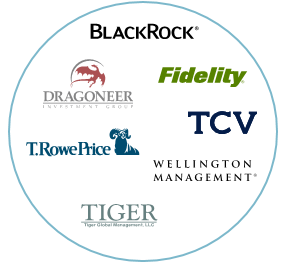 BLACKROCK®
DRAGONEER
INVESTMENT GROUP
Fidelity
TCV
T.RowePrice
WELLINGTON
MANAGEMENT®
TIGER
Tiger Global Management, LLC